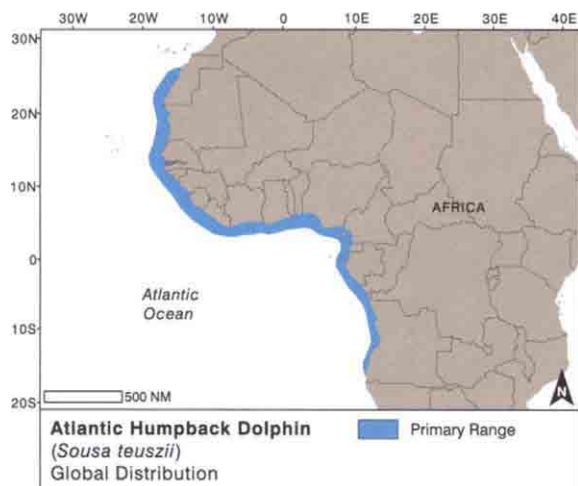 30W 20W 10W 0 10E 20E 30E 40E
30N
20N
10N
0
10S
20S
AFRICA
Atlantic
Ocean
500 NM
N
Atlantic Humpback Dolphin
(Sousa teuszii)
Global Distribution
Primary Range